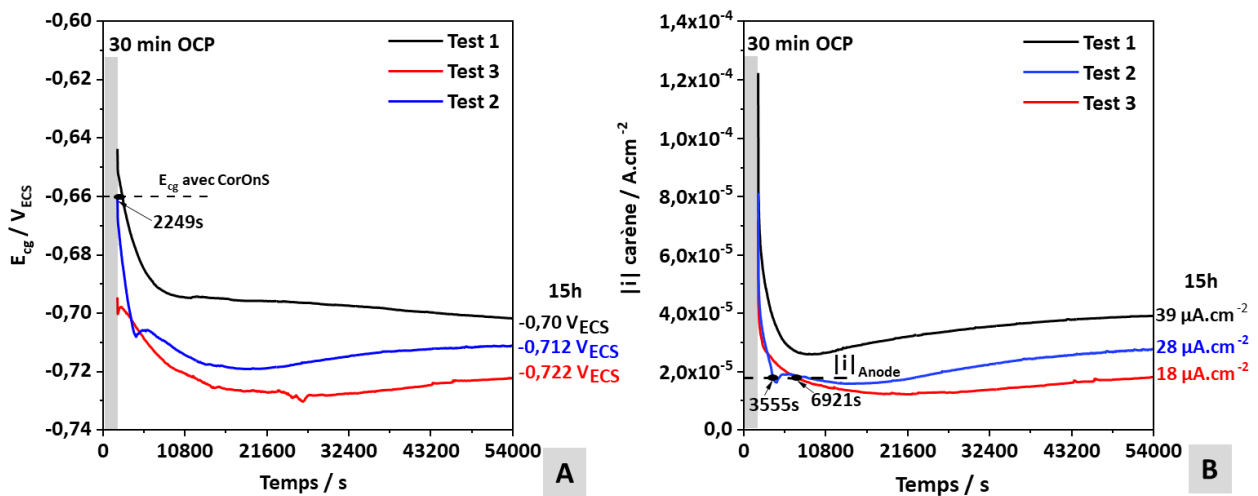 30 min OCP
Test 1
Test 3
Test 2
E_cg avec CorOnS
2249s
15h
-0,70 V_ECS
-0,712 V_ECS
-0,722 V_ECS
-0,60
-0,62
-0,64
-0,66
-0,68
-0,70
-0,72
-0,74
E_cg / V_ECS
0
10800
21600
32400
43200
54000
Temps / s
A
30 min OCP
Test 1
Test 2
Test 3
|i|_Anode
3555s
6921s
15h
39 µA.cm⁻²
28 µA.cm⁻²
18 µA.cm⁻²
1,4x10⁻⁴
1,2x10⁻⁴
1,0x10⁻⁴
8,0x10⁻⁵
6,0x10⁻⁵
4,0x10⁻⁵
2,0x10⁻⁵
0,0
|i| carène / A.cm⁻²
0
10800
21600
32400
43200
54000
Temps / s
B